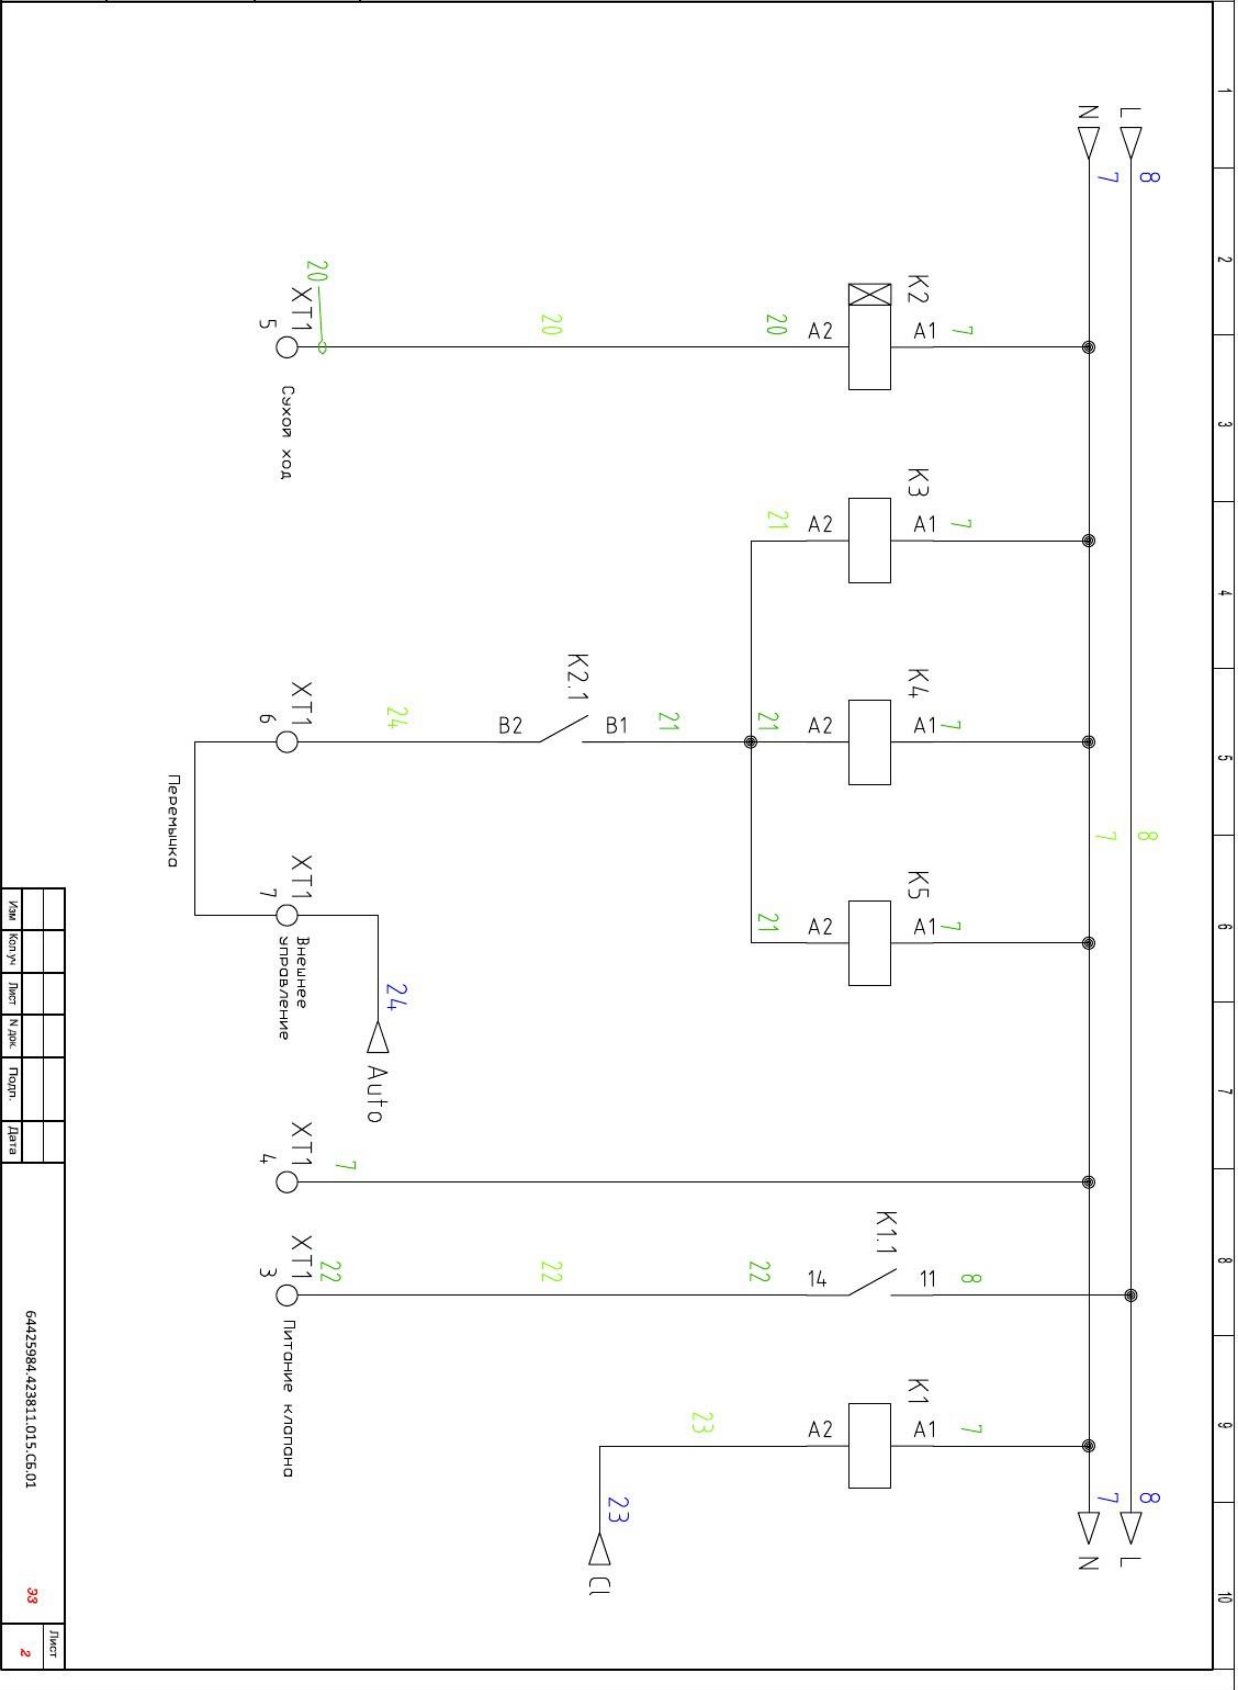 1 2 3 4 5 6 7 8 9 10
L 8 8 8 L
N 7 7 7 N
K2 A1 7
A2 20
20
20
XT1
5
Сухой ход
K3 A1 7
A2 21
K4 A1 7
A2 21
21
K5 A1 7
A2 21
K2.1
B1
B2
24
XT1
6
Перемычка
XT1
7
Внешнее
управление
24
Auto
XT1
4
7
K1.1
11 8
14 22
22
22
XT1
3
Питание клапана
K1 A1 7
A2
23
23
Cl
Изм Кол.уч Лист N док. Подп. Дата
64425984.423811.015.СБ.01
ЭЗ
Лист
2